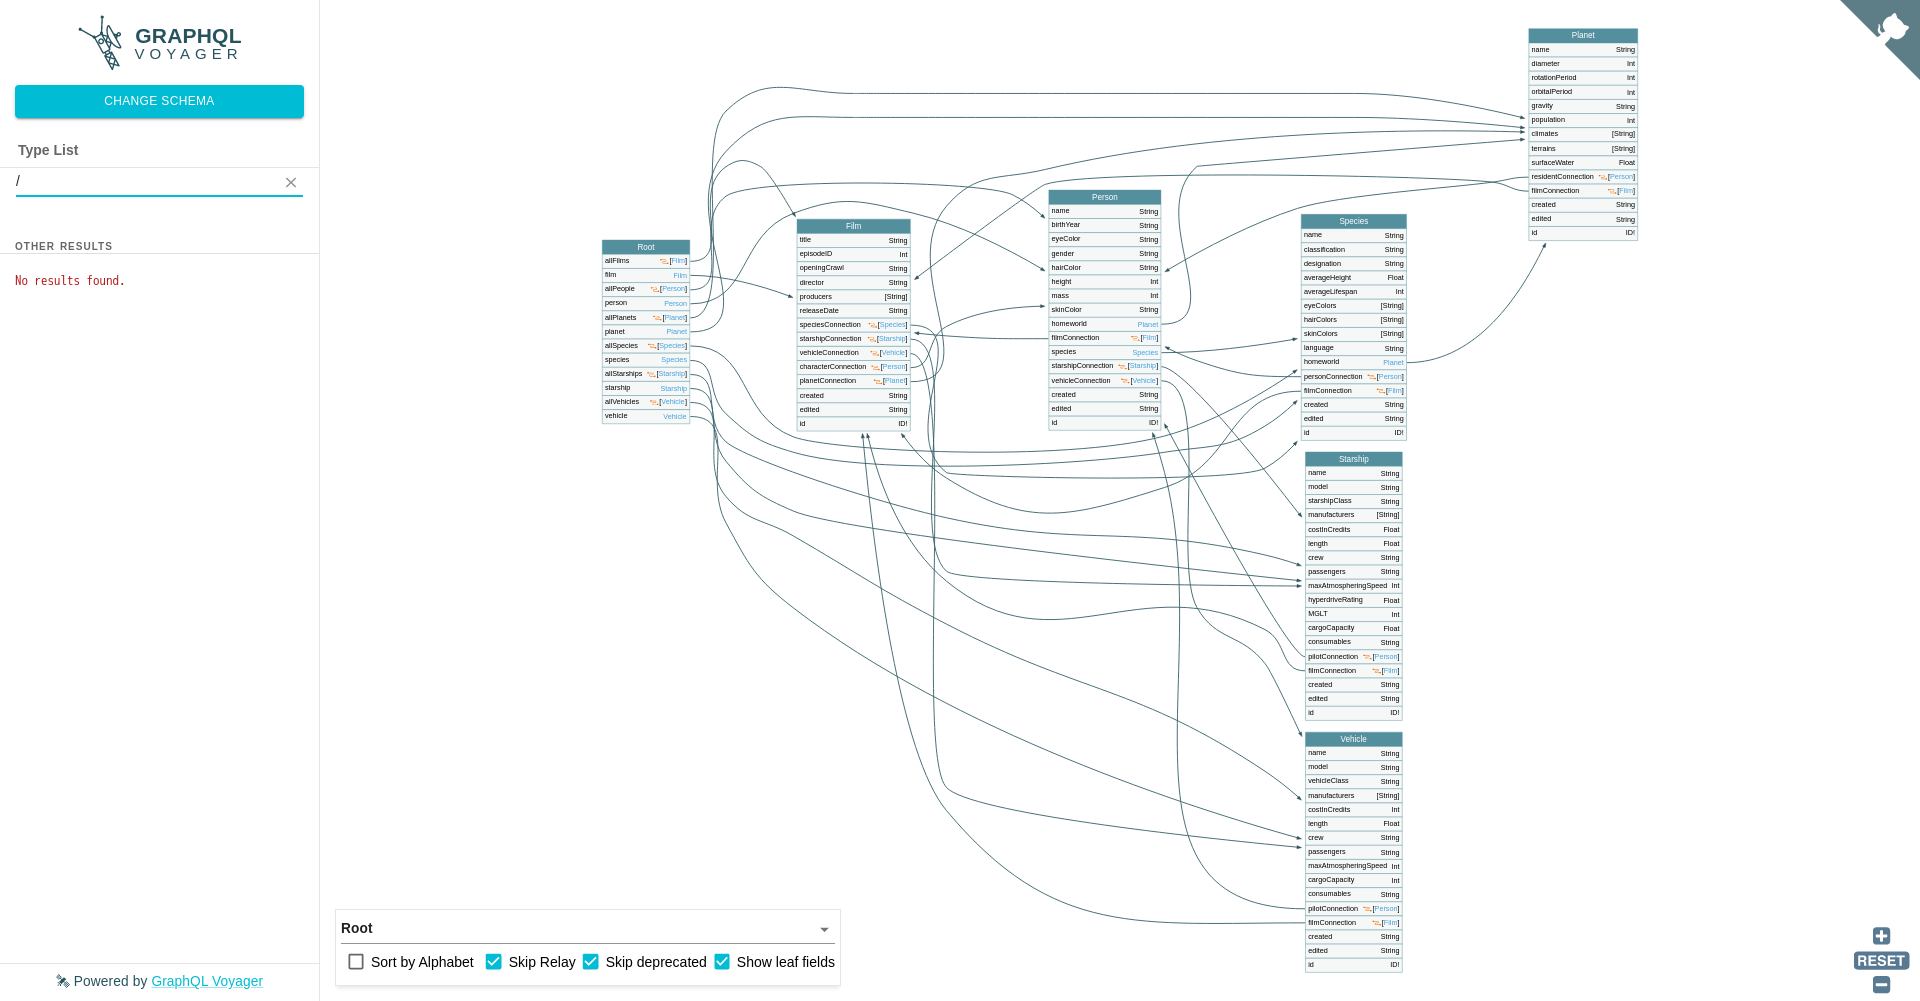 GRAPHQL
VOYAGER
CHANGE SCHEMA
Type List
/
OTHER RESULTS
No results found.
Powered by GraphQL Voyager
Root
allFilms [Film]
film Film
allPeople [Person]
person Person
allPlanets [Planet]
planet Planet
allSpecies [Species]
species Species
allStarships [Starship]
starship Starship
allVehicles [Vehicle]
vehicle Vehicle
Film
title String
episodeID Int
openingCrawl String
director String
producers [String]
releaseDate String
speciesConnection [Species]
starshipConnection [Starship]
vehicleConnection [Vehicle]
characterConnection [Person]
planetConnection [Planet]
created String
edited String
id ID!
Person
name String
birthYear String
eyeColor String
gender String
hairColor String
height Int
mass Int
skinColor String
homeworld Planet
filmConnection [Film]
species Species
starshipConnection [Starship]
vehicleConnection [Vehicle]
created String
edited String
id ID!
Species
name String
classification String
designation String
averageHeight Float
averageLifespan Int
eyeColors [String]
hairColors [String]
skinColors [String]
language String
homeworld Planet
personConnection [Person]
filmConnection [Film]
created String
edited String
id ID!
Planet
name String
diameter Int
rotationPeriod Int
orbitalPeriod Int
gravity String
population Int
climates [String]
terrains [String]
surfaceWater Float
residentConnection [Person]
filmConnection [Film]
created String
edited String
id ID!
Starship
name String
model String
starshipClass String
manufacturers [String]
costInCredits Float
length Float
crew String
passengers String
maxAtmospheringSpeed Int
hyperdriveRating Float
MGLT Int
cargoCapacity Float
consumables String
pilotConnection [Person]
filmConnection [Film]
created String
edited String
id ID!
Vehicle
name String
model String
vehicleClass String
manufacturers [String]
costInCredits Int
length Float
crew String
passengers String
maxAtmospheringSpeed Int
cargoCapacity Int
consumables String
pilotConnection [Person]
filmConnection [Film]
created String
edited String
id ID!
Root
Sort by Alphabet Skip Relay Skip deprecated Show leaf fields
RESET